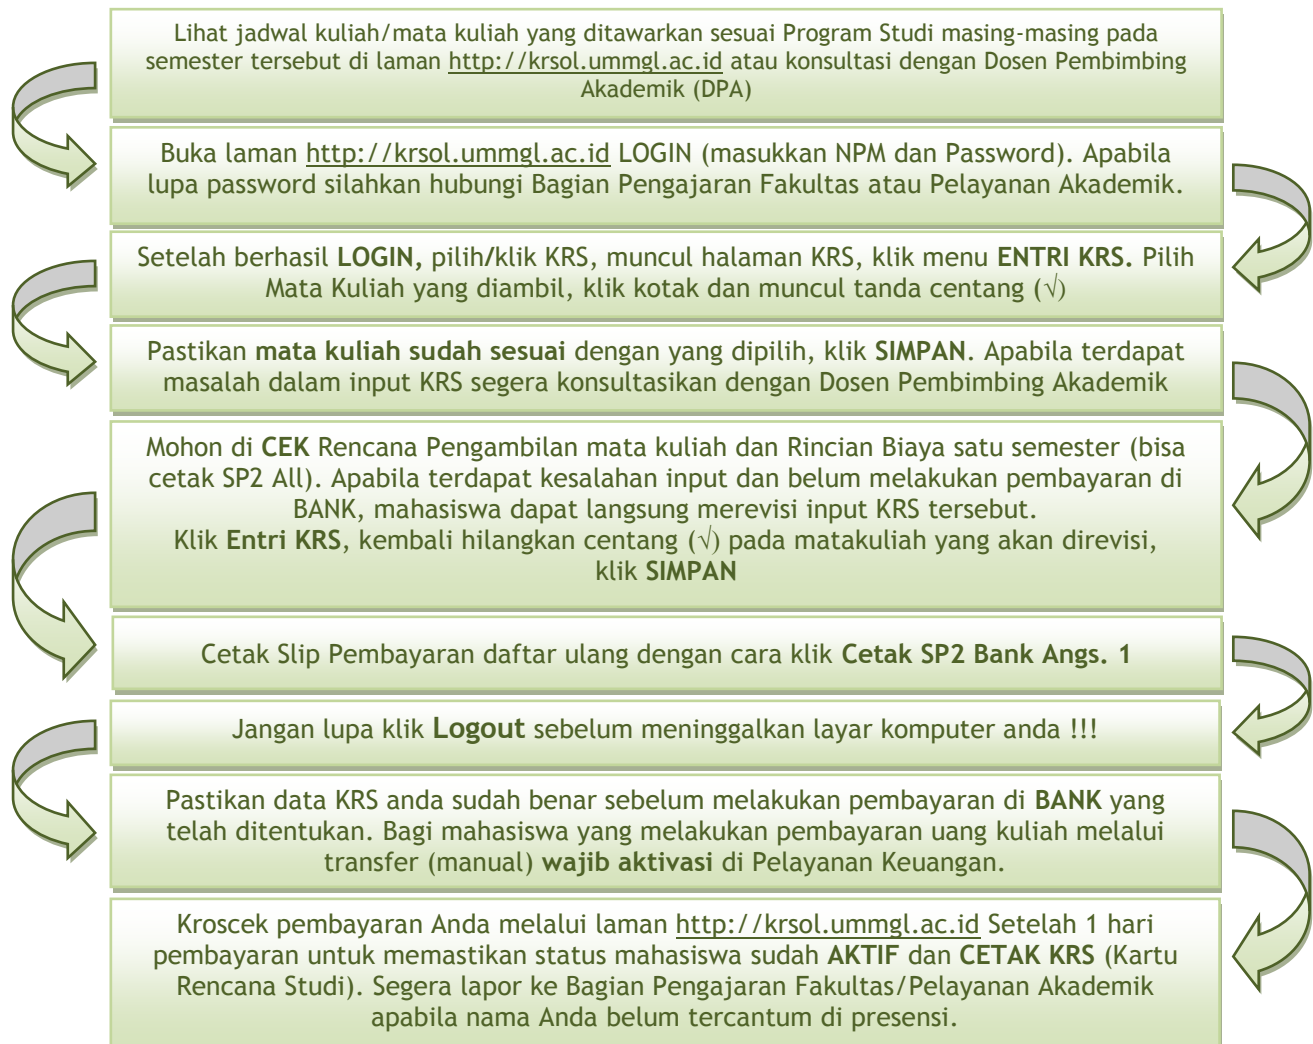 Lihat jadwal kuliah/mata kuliah yang ditawarkan sesuai Program Studi masing-masing pada
semester tersebut di laman http://krsol.ummgl.ac.id atau konsultasi dengan Dosen Pembimbing
Akademik (DPA)
Buka laman http://krsol.ummgl.ac.id LOGIN (masukkan NPM dan Password). Apabila
lupa password silahkan hubungi Bagian Pengajaran Fakultas atau Pelayanan Akademik.
Setelah berhasil LOGIN, pilih/klik KRS, muncul halaman KRS, klik menu ENTRI KRS. Pilih
Mata Kuliah yang diambil, klik kotak dan muncul tanda centang (√)
Pastikan mata kuliah sudah sesuai dengan yang dipilih, klik SIMPAN. Apabila terdapat
masalah dalam input KRS segera konsultasikan dengan Dosen Pembimbing Akademik
Mohon di CEK Rencana Pengambilan mata kuliah dan Rincian Biaya satu semester (bisa
cetak SP2 All). Apabila terdapat kesalahan input dan belum melakukan pembayaran di
BANK, mahasiswa dapat langsung merevisi input KRS tersebut.
Klik Entri KRS, kembali hilangkan centang (√) pada matakuliah yang akan direvisi,
klik SIMPAN
Cetak Slip Pembayaran daftar ulang dengan cara klik Cetak SP2 Bank Angs. 1
Jangan lupa klik Logout sebelum meninggalkan layar komputer anda !!!
Pastikan data KRS anda sudah benar sebelum melakukan pembayaran di BANK yang
telah ditentukan. Bagi mahasiswa yang melakukan pembayaran uang kuliah melalui
transfer (manual) wajib aktivasi di Pelayanan Keuangan.
Kroscek pembayaran Anda melalui laman http://krsol.ummgl.ac.id Setelah 1 hari
pembayaran untuk memastikan status mahasiswa sudah AKTIF dan CETAK KRS (Kartu
Rencana Studi). Segera lapor ke Bagian Pengajaran Fakultas/Pelayanan Akademik
apabila nama Anda belum tercantum di presensi.